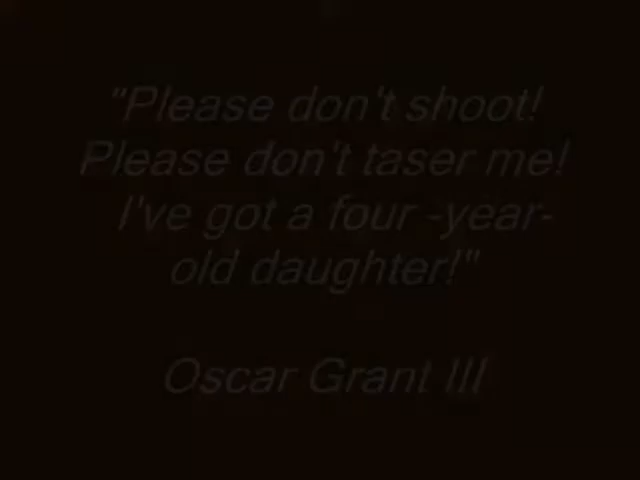 "Please don't shoot!
Please don't taser me!
I've got a four -year-
old daughter!"
Oscar Grant III